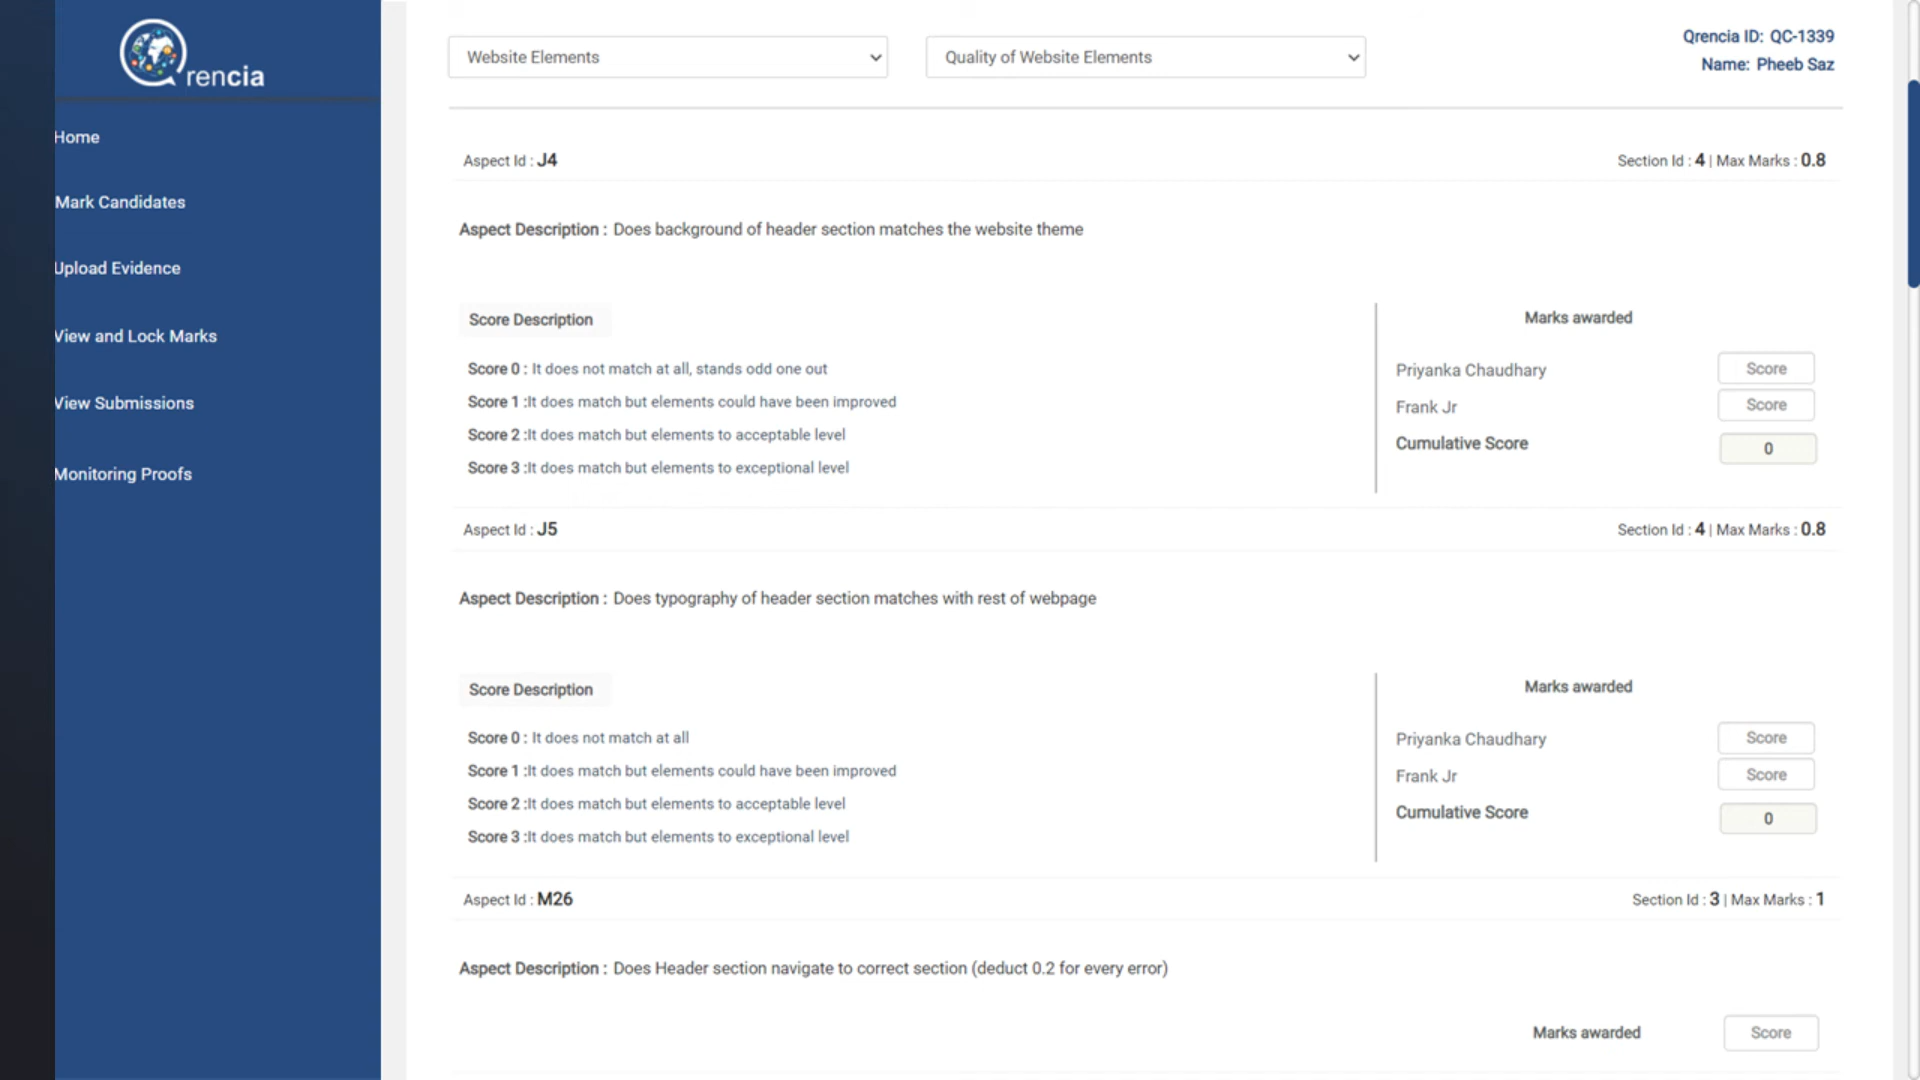 Qrencia
Home
Mark Candidates
Upload Evidence
View and Lock Marks
View Submissions
Monitoring Proofs
Website Elements
Quality of Website Elements
Qrencia ID: QC-1339
Name: Pheeb Saz
Aspect Id : J4
Section Id : 4 | Max Marks : 0.8
Aspect Description : Does background of header section matches the website theme
Score Description
Score 0 : It does not match at all, stands odd one out
Score 1 :It does match but elements could have been improved
Score 2 :It does match but elements to acceptable level
Score 3 :It does match but elements to exceptional level
Marks awarded
Priyanka Chaudhary Score
Frank Jr Score
Cumulative Score 0
Aspect Id : J5
Section Id : 4 | Max Marks : 0.8
Aspect Description : Does typography of header section matches with rest of webpage
Score Description
Score 0 : It does not match at all
Score 1 :It does match but elements could have been improved
Score 2 :It does match but elements to acceptable level
Score 3 :It does match but elements to exceptional level
Marks awarded
Priyanka Chaudhary Score
Frank Jr Score
Cumulative Score 0
Aspect Id : M26
Section Id : 3 | Max Marks : 1
Aspect Description : Does Header section navigate to correct section (deduct 0.2 for every error)
Marks awarded Score